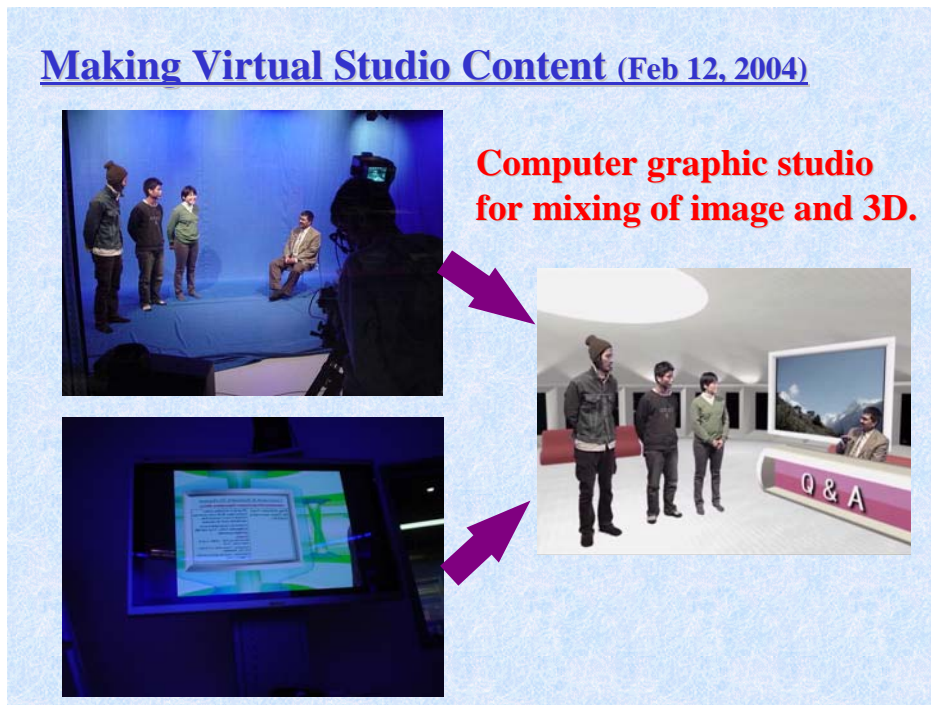 Making Virtual Studio Content (Feb 12, 2004)
Computer graphic studio
for mixing of image and 3D.
Q & A